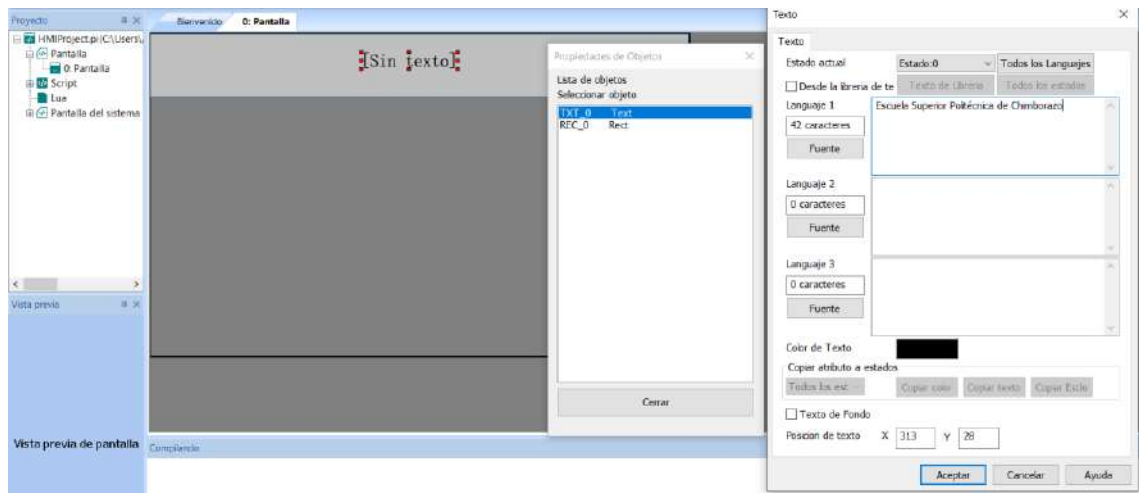 Proyecto
HMIProject.pr(C:\Users\
Pantalla
0: Pantalla
Script
Lua
Pantalla del sistema
Vista previa
Vista previa de pantalla
Bienvenido
0: Pantalla
[Sin texto]
Compilando
Propiedades de Objetos
Lista de objetos
Seleccionar objeto
TXT_0 Text
REC_0 Rect
Cerrar
Texto
Texto
Estado actual
Estado:0
Todos los Languajes
Desde la libreria de te
Texto de Libreria
Todos los estados
Languaje 1
42 caracteres
Fuente
Escuela Superior Politécnica de Chimborazo
Languaje 2
0 caracteres
Fuente
Languaje 3
0 caracteres
Fuente
Color de Texto
Copiar atributo a estados
Todos los est
Copiar color
Copiar texto
Copiar Estilo
Texto de Fondo
Posicion de texto X 313 Y 28
Aceptar
Cancelar
Ayuda